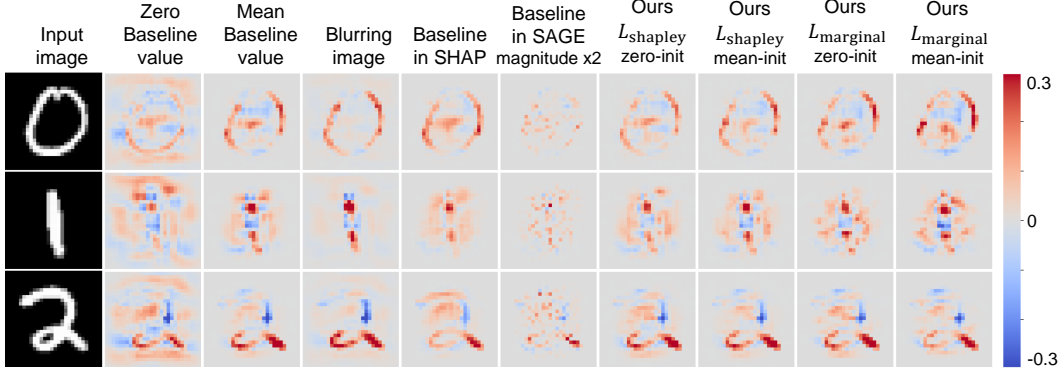 Input
image
Zero
Baseline
value
Mean
Baseline
value
Blurring
image
Baseline
in SHAP
Baseline
in SAGE
magnitude x2
Ours
L_shapley
zero-init
Ours
L_shapley
mean-init
Ours
L_marginal
zero-init
Ours
L_marginal
mean-init
0.3
0
-0.3